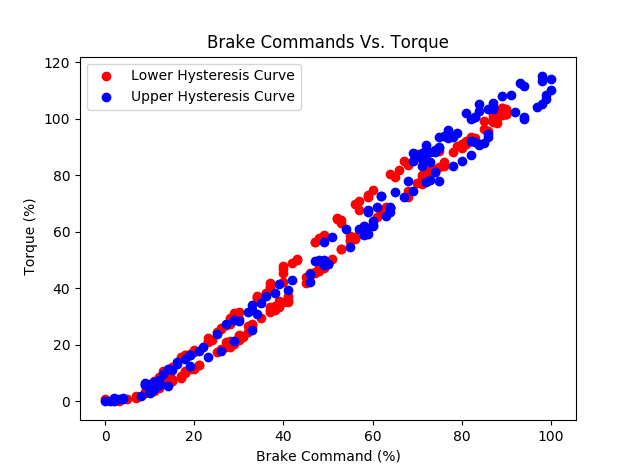 Brake Commands Vs. Torque
Lower Hysteresis Curve
Upper Hysteresis Curve
Torque (%)
120
100
80
60
40
20
0
0 20 40 60 80 100
Brake Command (%)